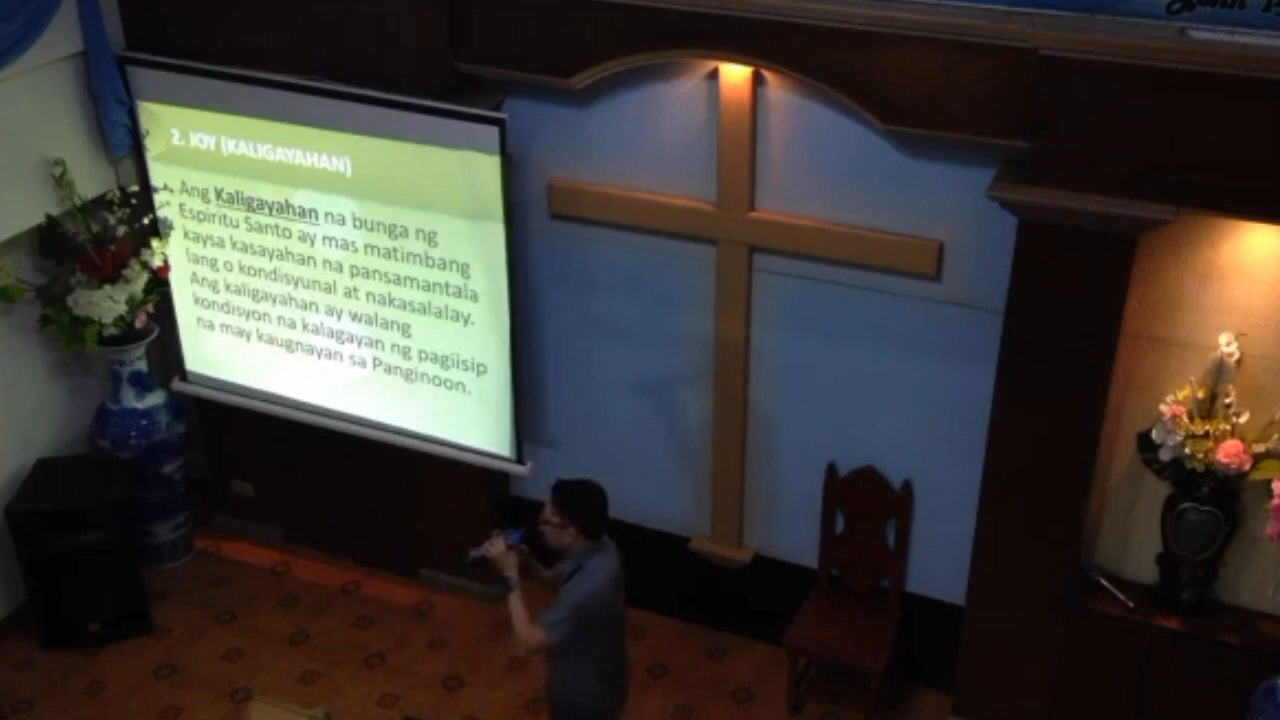 2. JOY (KALIGAYAHAN)
Ang Kaligayahan na bunga ng
Espiritu Santo ay mas matimbang
kaysa kasayahan na pansamantala
lang o kondisyunal at nakasalalay.
Ang kaligayahan ay walang
kondisyon na kalagayan ng pagiisip
na may kaugnayan sa Panginoon.